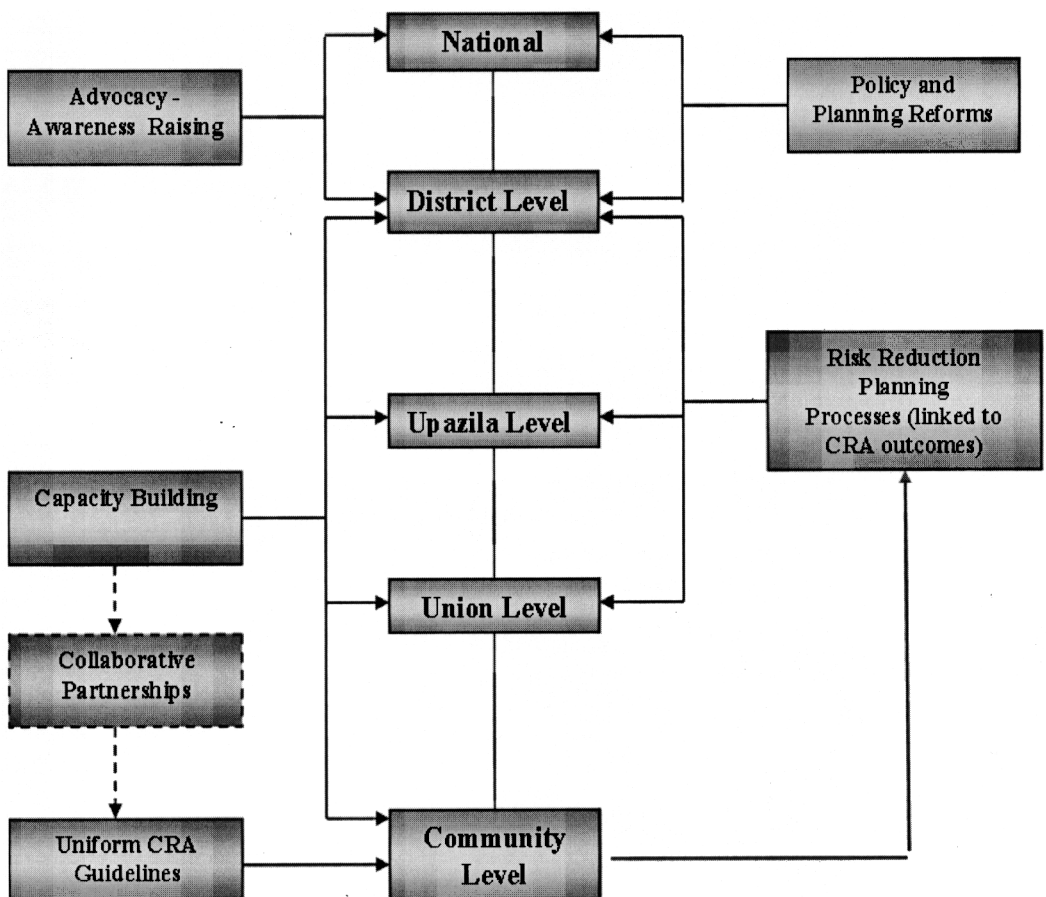 National
Advocacy -
Awareness Raising
Policy and
Planning Reforms
District Level
Risk Reduction
Planning
Processes (linked to
CRA outcomes)
Upazila Level
Capacity Building
Union Level
Collaborative
Partnerships
Uniform CRA
Guidelines
Community
Level